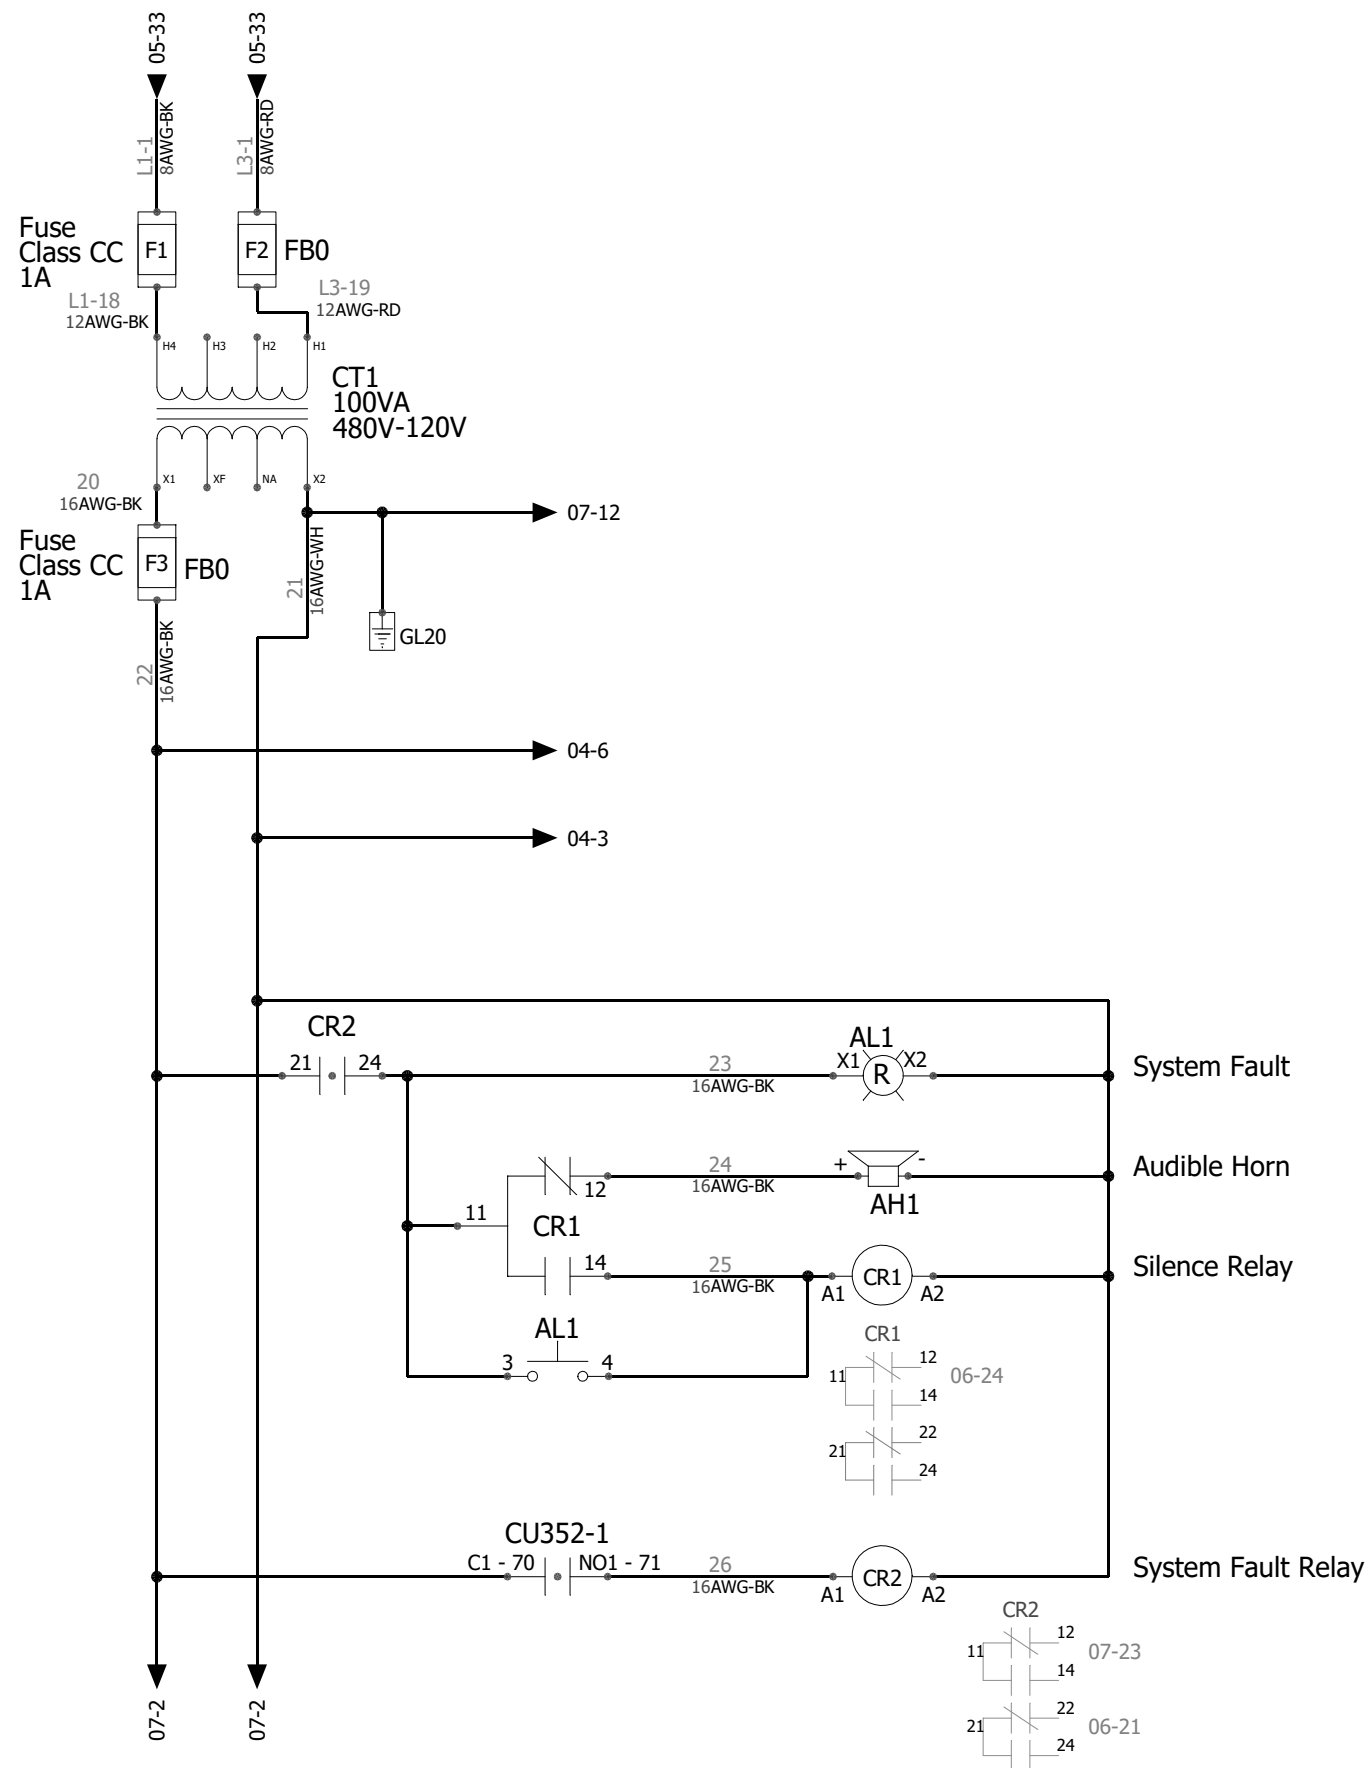 05-33
05-33
L1-1
8AWG-BK
L3-1
8AWG-RD
Fuse
Class CC
1A
F1
F2
FB0
L1-18
12AWG-BK
L3-19
12AWG-RD
H4
H3
H2
H1
CT1
100VA
480V-120V
X1
XF
NA
X2
20
16AWG-BK
07-12
Fuse
Class CC
1A
F3
FB0
21
16AWG-WH
GL20
22
16AWG-BK
04-6
04-3
CR2
21
24
23
16AWG-BK
AL1
X1
R
X2
System Fault
12
24
16AWG-BK
+
-
AH1
Audible Horn
11
CR1
14
25
16AWG-BK
A1
CR1
A2
Silence Relay
AL1
3
4
CR1
11
12
14
06-24
21
22
24
CU352-1
C1 - 70
NO1 - 71
26
16AWG-BK
A1
CR2
A2
System Fault Relay
CR2
11
12
14
07-23
21
22
24
06-21
07-2
07-2